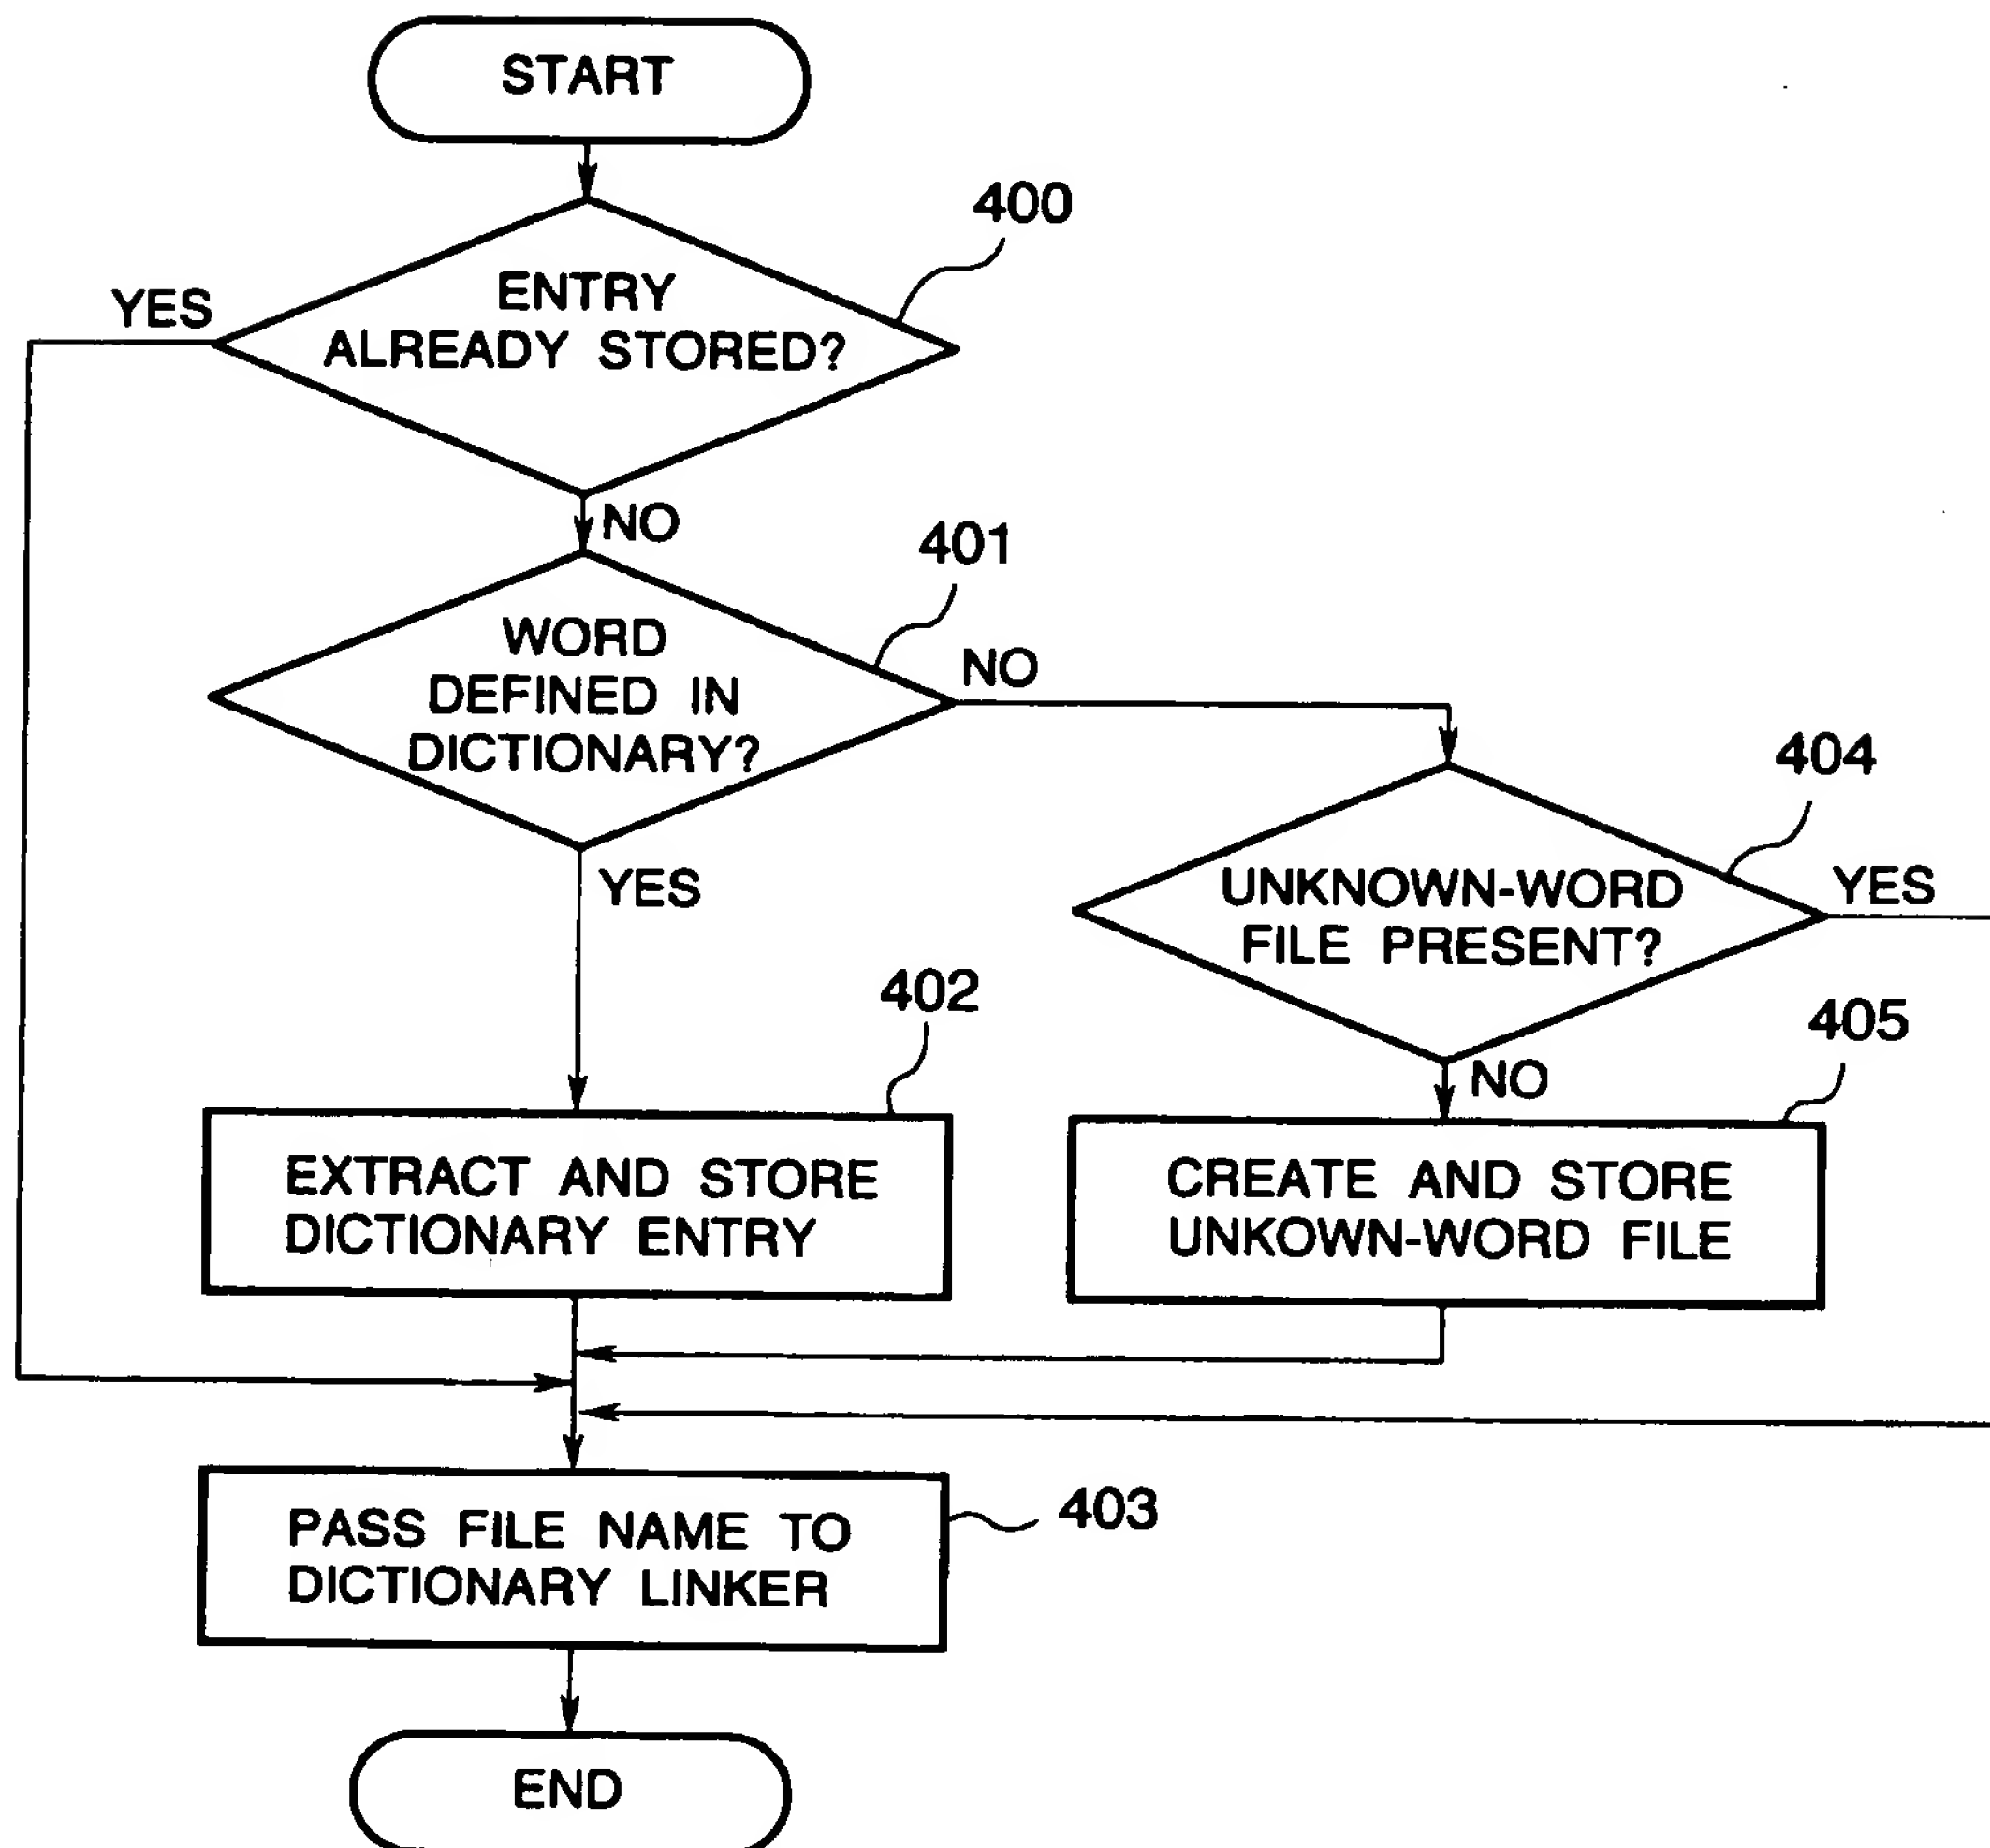 START
400
ENTRY
ALREADY STORED?
YES
NO
401
WORD
DEFINED IN
DICTIONARY?
NO
YES
404
UNKNOWN-WORD
FILE PRESENT?
YES
NO
402
EXTRACT AND STORE
DICTIONARY ENTRY
405
CREATE AND STORE
UNKOWN-WORD FILE
PASS FILE NAME TO
DICTIONARY LINKER
403
END